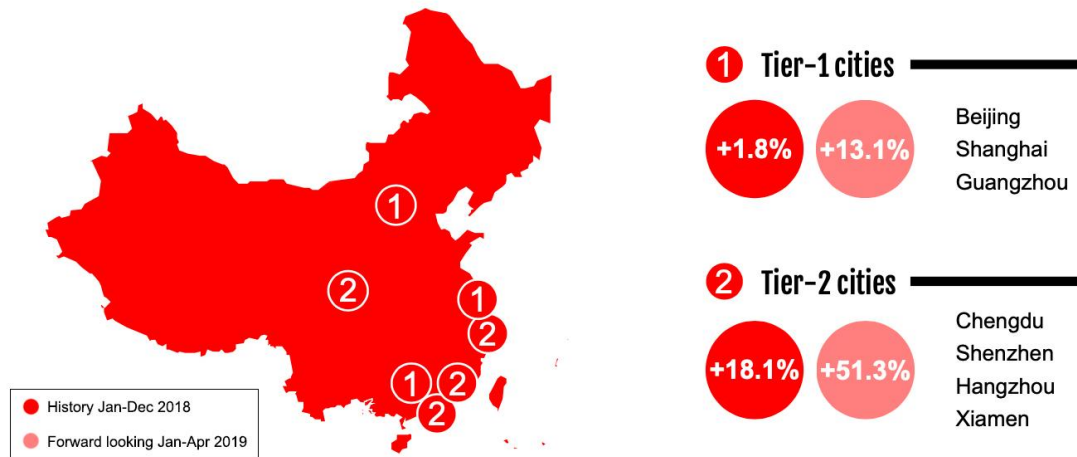 1
2
1
2
1
2
2
History Jan-Dec 2018
Forward looking Jan-Apr 2019
1 Tier-1 cities
+1.8% +13.1%
Beijing
Shanghai
Guangzhou
2 Tier-2 cities
+18.1% +51.3%
Chengdu
Shenzhen
Hangzhou
Xiamen